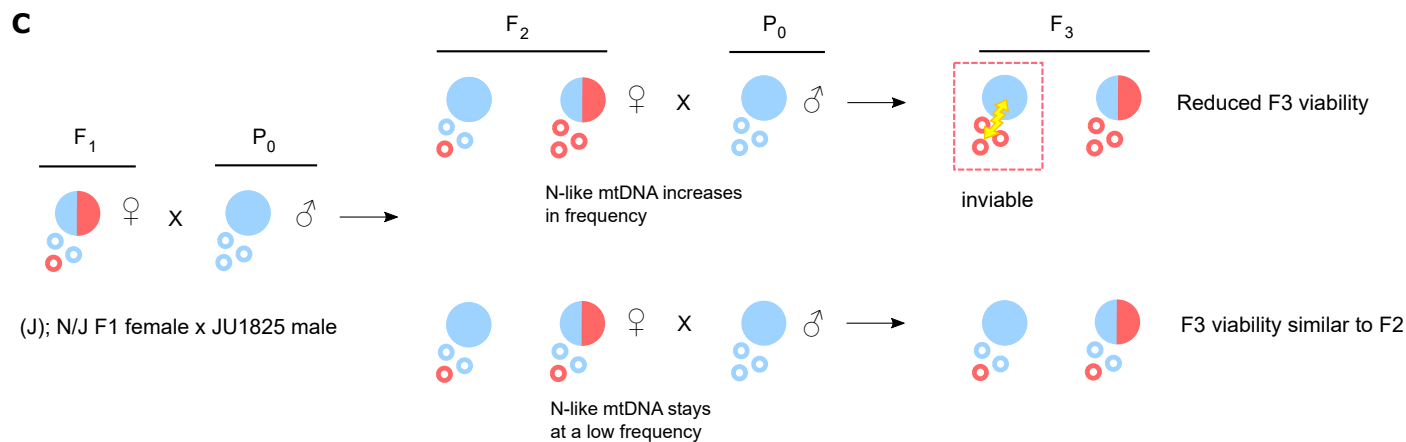 C
F2
P0
F3
♀ X ♂
Reduced F3 viability
N-like mtDNA increases
in frequency
inviable
F1
P0
♀ X ♂
(J); N/J F1 female x JU1825 male
♀ X ♂
F3 viability similar to F2
N-like mtDNA stays
at a low frequency